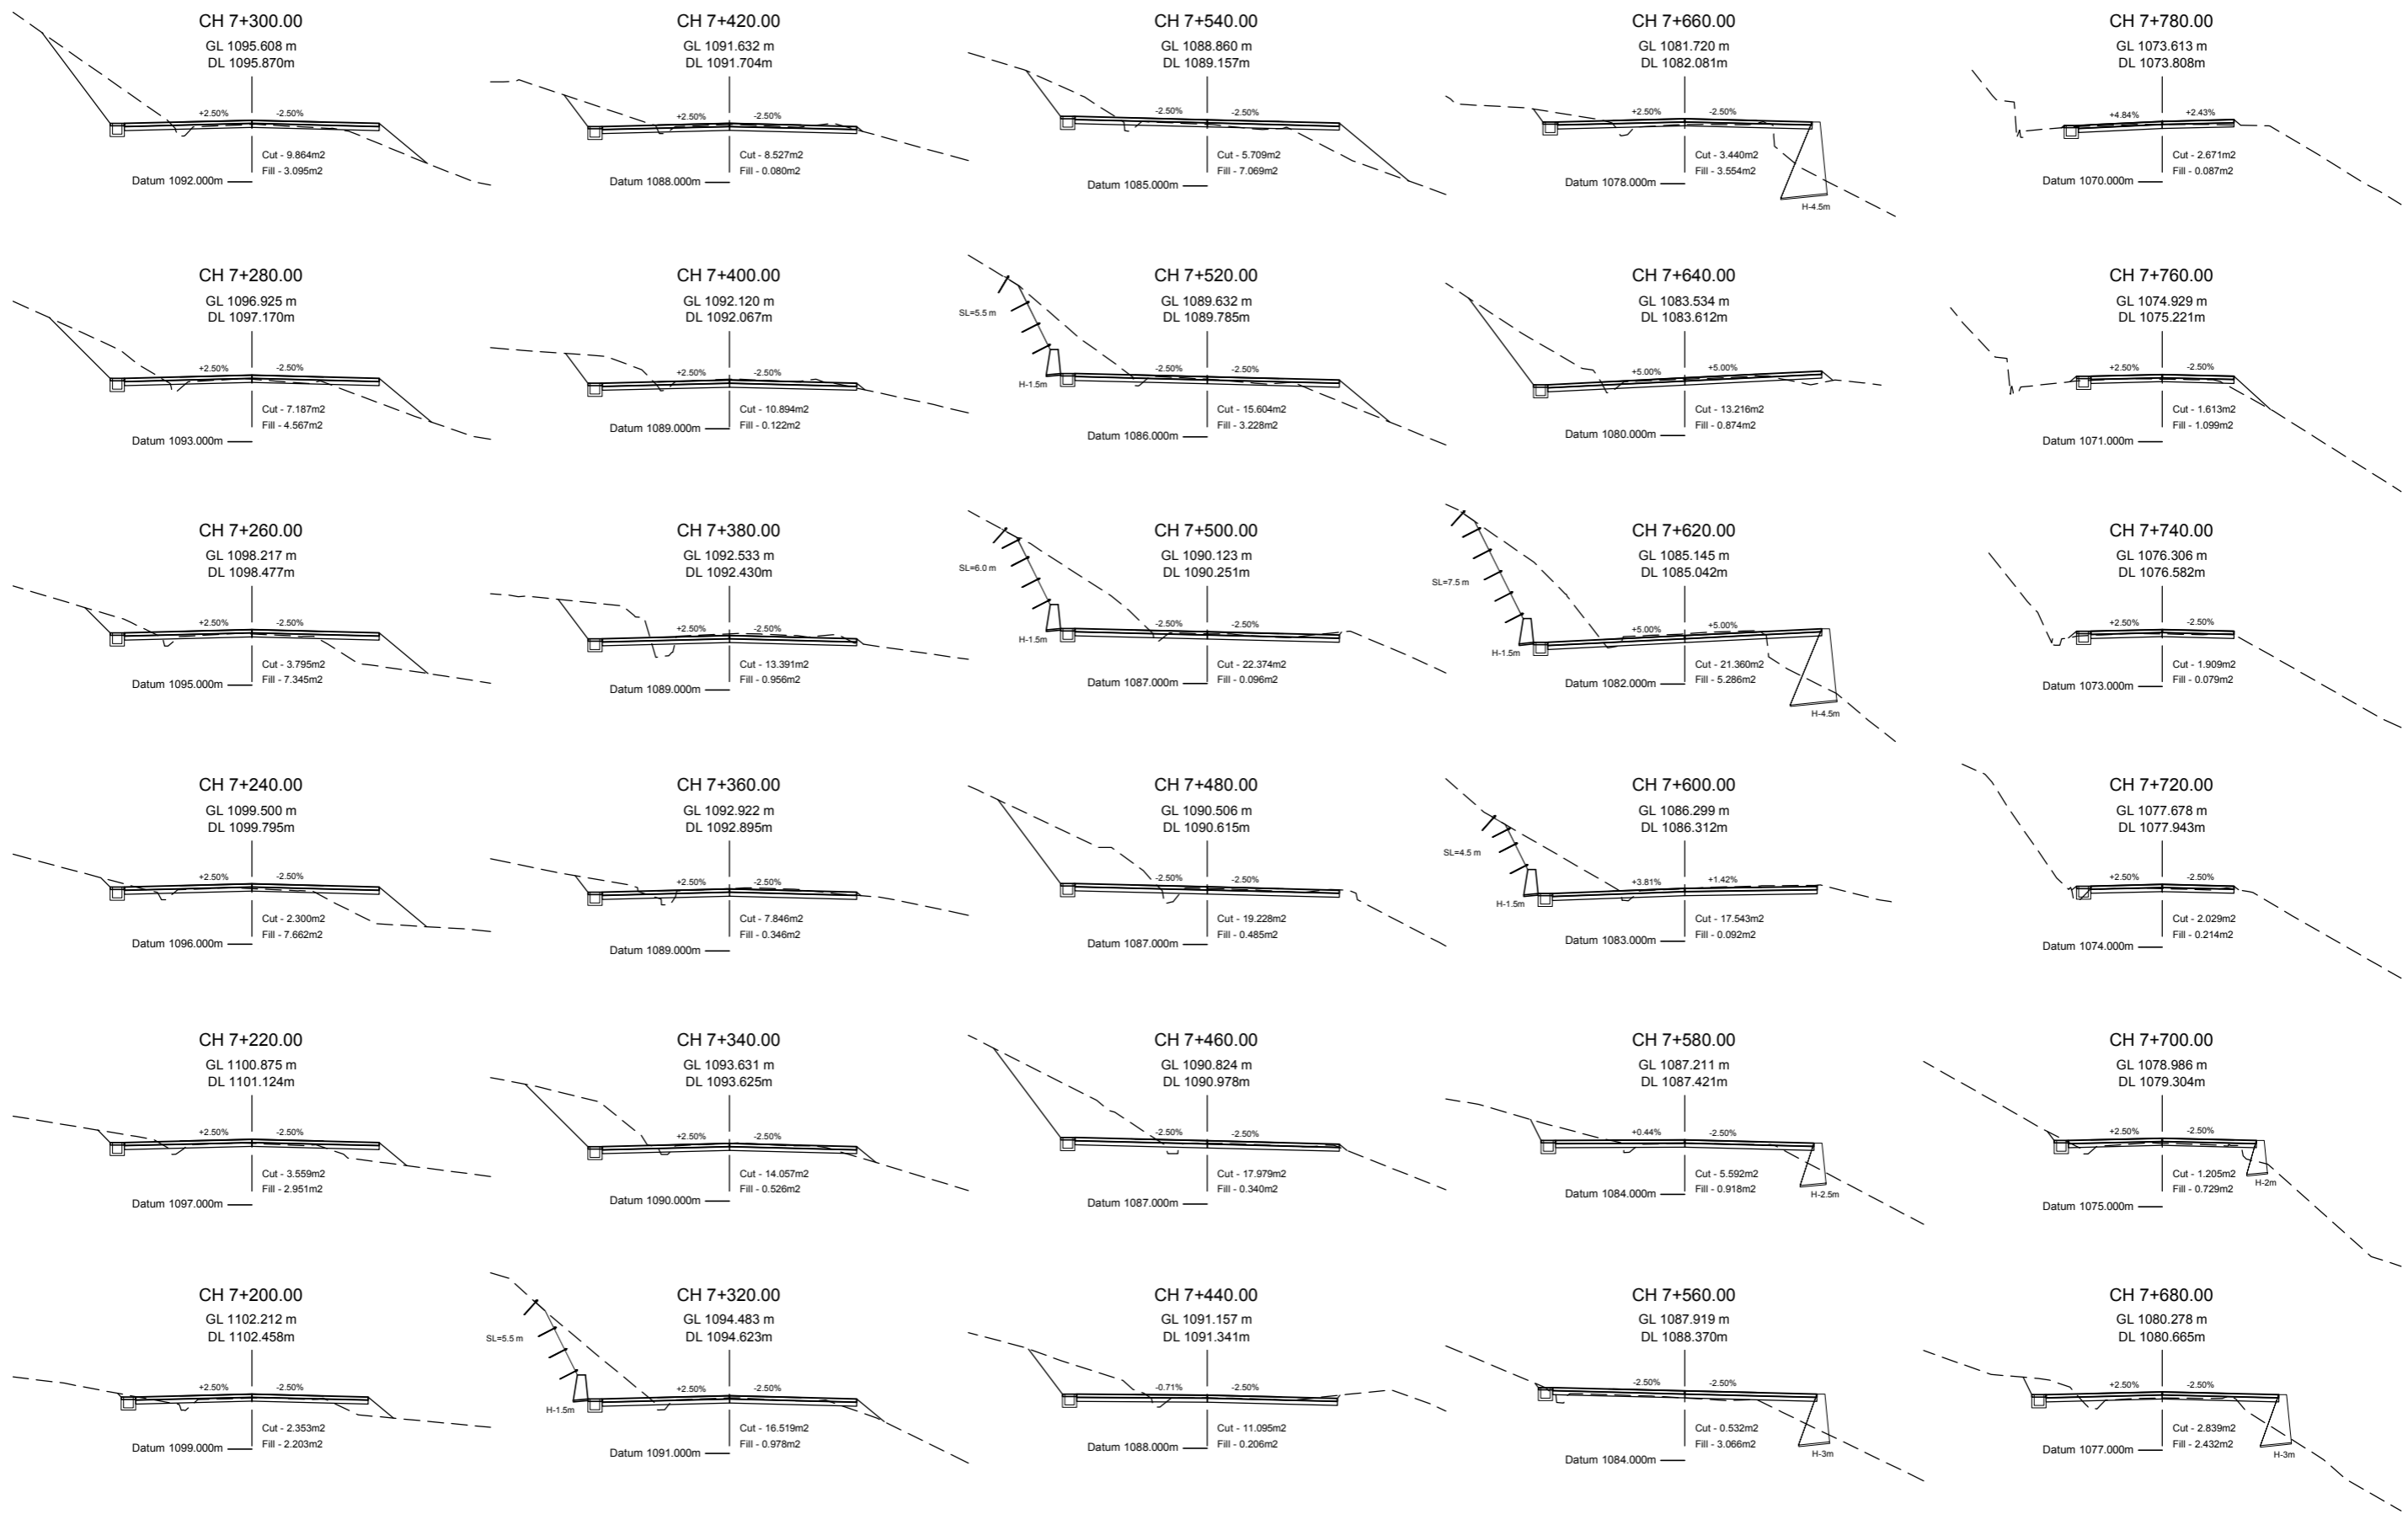 CH 7+300.00
GL 1095.608 m
DL 1095.870m
+2.50% -2.50%
Cut - 9.864m2
Fill - 3.095m2
Datum 1092.000m
CH 7+420.00
GL 1091.632 m
DL 1091.704m
+2.50% -2.50%
Cut - 8.527m2
Fill - 0.080m2
Datum 1088.000m
CH 7+540.00
GL 1088.860 m
DL 1089.157m
-2.50% -2.50%
Cut - 5.709m2
Fill - 7.069m2
Datum 1085.000m
CH 7+660.00
GL 1081.720 m
DL 1082.081m
+2.50% -2.50%
Cut - 3.440m2
Fill - 3.554m2
Datum 1078.000m
H-4.5m
CH 7+780.00
GL 1073.613 m
DL 1073.808m
+4.84% +2.43%
Cut - 2.671m2
Fill - 0.087m2
Datum 1070.000m
CH 7+280.00
GL 1096.925 m
DL 1097.170m
+2.50% -2.50%
Cut - 7.187m2
Fill - 4.567m2
Datum 1093.000m
CH 7+400.00
GL 1092.120 m
DL 1092.067m
+2.50% -2.50%
Cut - 10.894m2
Fill - 0.122m2
Datum 1089.000m
CH 7+520.00
GL 1089.632 m
DL 1089.785m
SL=5.5 m
-2.50% -2.50%
H-1.5m
Cut - 15.604m2
Fill - 3.228m2
Datum 1086.000m
CH 7+640.00
GL 1083.534 m
DL 1083.612m
+5.00% +5.00%
Cut - 13.216m2
Fill - 0.874m2
Datum 1080.000m
CH 7+760.00
GL 1074.929 m
DL 1075.221m
+2.50% -2.50%
Cut - 1.613m2
Fill - 1.099m2
Datum 1071.000m
CH 7+260.00
GL 1098.217 m
DL 1098.477m
+2.50% -2.50%
Cut - 3.795m2
Fill - 7.345m2
Datum 1095.000m
CH 7+380.00
GL 1092.533 m
DL 1092.430m
+2.50% -2.50%
Cut - 13.391m2
Fill - 0.956m2
Datum 1089.000m
CH 7+500.00
GL 1090.123 m
DL 1090.251m
SL=6.0 m
-2.50% -2.50%
H-1.5m
Cut - 22.374m2
Fill - 0.096m2
Datum 1087.000m
CH 7+620.00
GL 1085.145 m
DL 1085.042m
SL=7.5 m
+5.00% +5.00%
H-1.5m
Cut - 21.360m2
Fill - 5.286m2
Datum 1082.000m
H-4.5m
CH 7+740.00
GL 1076.306 m
DL 1076.582m
+2.50% -2.50%
Cut - 1.909m2
Fill - 0.079m2
Datum 1073.000m
CH 7+240.00
GL 1099.500 m
DL 1099.795m
+2.50% -2.50%
Cut - 2.300m2
Fill - 7.662m2
Datum 1096.000m
CH 7+360.00
GL 1092.922 m
DL 1092.895m
+2.50% -2.50%
Cut - 7.846m2
Fill - 0.346m2
Datum 1089.000m
CH 7+480.00
GL 1090.506 m
DL 1090.615m
-2.50% -2.50%
Cut - 19.228m2
Fill - 0.485m2
Datum 1087.000m
CH 7+600.00
GL 1086.299 m
DL 1086.312m
SL=4.5 m
+3.81% +1.42%
H-1.5m
Cut - 17.543m2
Fill - 0.092m2
Datum 1083.000m
CH 7+720.00
GL 1077.678 m
DL 1077.943m
+2.50% -2.50%
Cut - 2.029m2
Fill - 0.214m2
Datum 1074.000m
CH 7+220.00
GL 1100.875 m
DL 1101.124m
+2.50% -2.50%
Cut - 3.559m2
Fill - 2.951m2
Datum 1097.000m
CH 7+340.00
GL 1093.631 m
DL 1093.625m
+2.50% -2.50%
Cut - 14.057m2
Fill - 0.526m2
Datum 1090.000m
CH 7+460.00
GL 1090.824 m
DL 1090.978m
-2.50% -2.50%
Cut - 17.979m2
Fill - 0.340m2
Datum 1087.000m
CH 7+580.00
GL 1087.211 m
DL 1087.421m
+0.44% -2.50%
Cut - 5.592m2
Fill - 0.918m2
Datum 1084.000m
H-2.5m
CH 7+700.00
GL 1078.986 m
DL 1079.304m
+2.50% -2.50%
Cut - 1.205m2
Fill - 0.729m2
H-2m
Datum 1075.000m
CH 7+200.00
GL 1102.212 m
DL 1102.458m
+2.50% -2.50%
Cut - 2.353m2
Fill - 2.203m2
Datum 1099.000m
CH 7+320.00
GL 1094.483 m
DL 1094.623m
SL=5.5 m
+2.50% -2.50%
H-1.5m
Cut - 16.519m2
Fill - 0.978m2
Datum 1091.000m
CH 7+440.00
GL 1091.157 m
DL 1091.341m
-0.71% -2.50%
Cut - 11.095m2
Fill - 0.206m2
Datum 1088.000m
CH 7+560.00
GL 1087.919 m
DL 1088.370m
-2.50% -2.50%
Cut - 0.532m2
Fill - 3.066m2
H-3m
Datum 1084.000m
CH 7+680.00
GL 1080.278 m
DL 1080.665m
+2.50% -2.50%
Cut - 2.839m2
Fill - 2.432m2
Datum 1077.000m
H-3m